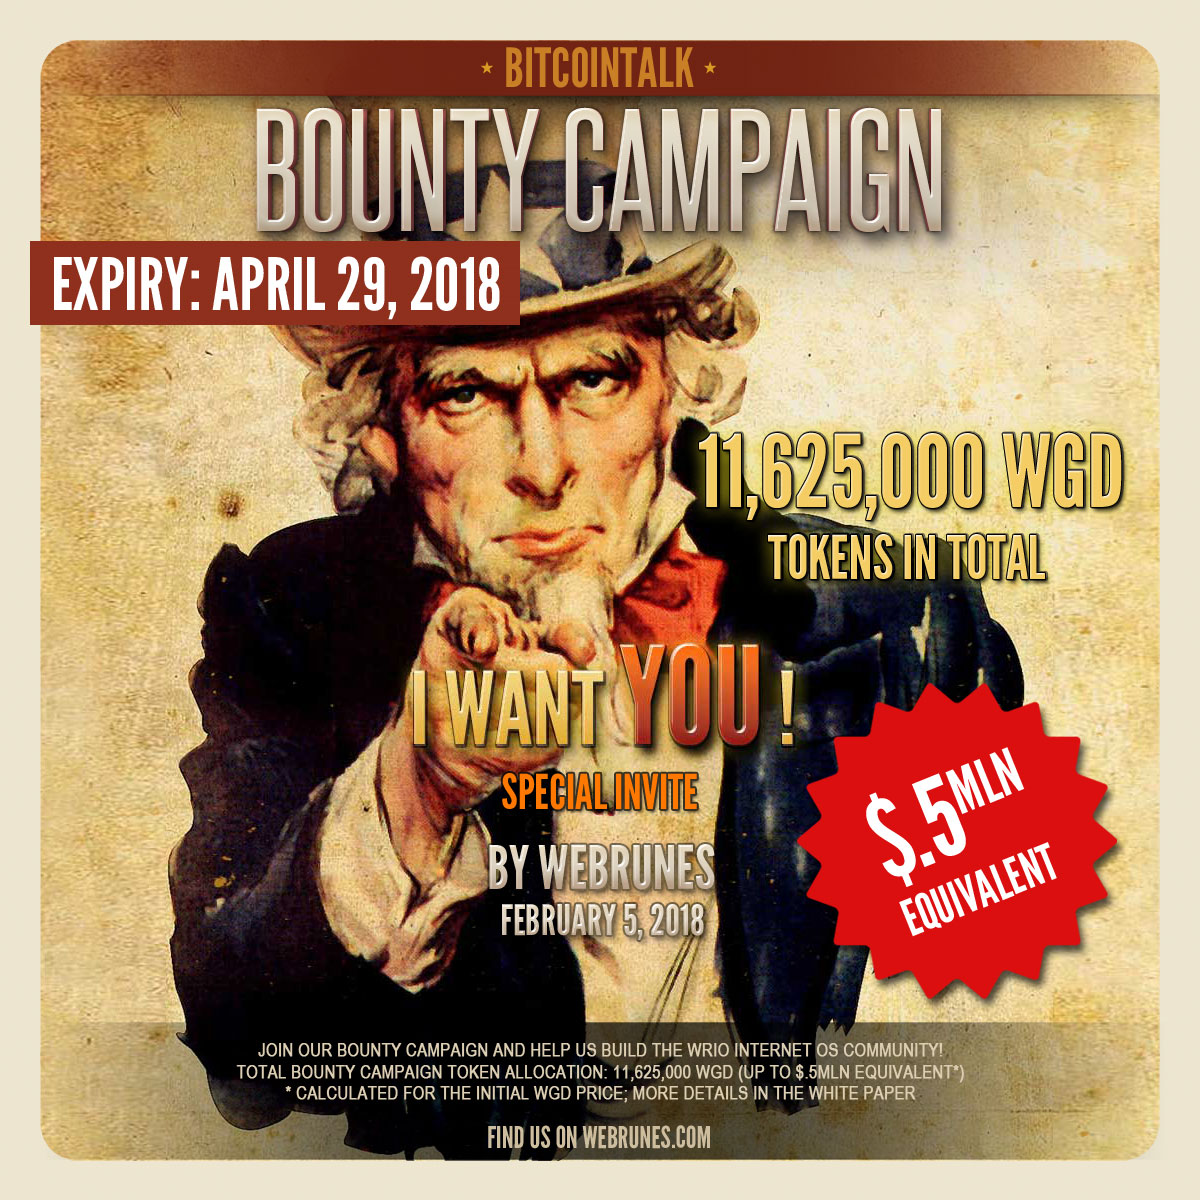 ★ BITCOINTALK ★
BOUNTY CAMPAIGN
EXPIRY: APRIL 29, 2018
11,625,000 WGD
TOKENS IN TOTAL
I WANT YOU !
SPECIAL INVITE
BY WEBRUNES
FEBRUARY 5, 2018
$.5MLN
EQUIVALENT
JOIN OUR BOUNTY CAMPAIGN AND HELP US BUILD THE WRIO INTERNET OS COMMUNITY!
TOTAL BOUNTY CAMPAIGN TOKEN ALLOCATION: 11,625,000 WGD (UP TO $.5MLN EQUIVALENT*)
* CALCULATED FOR THE INITIAL WGD PRICE; MORE DETAILS IN THE WHITE PAPER
FIND US ON WEBRUNES.COM